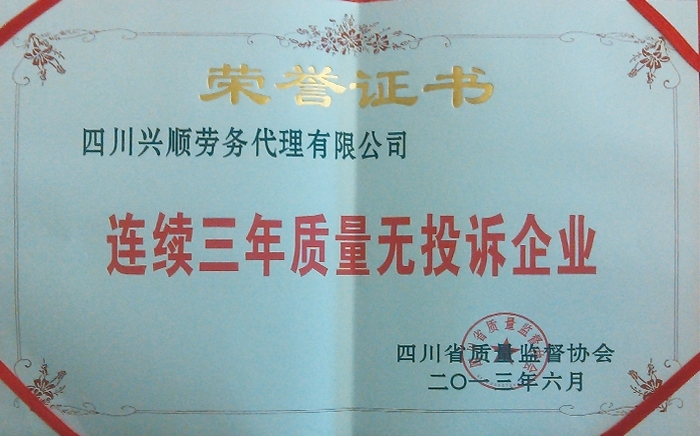 荣誉证书
四川兴顺劳务代理有限公司
连续三年质量无投诉企业
四川省质量监督协会
二〇一三年六月